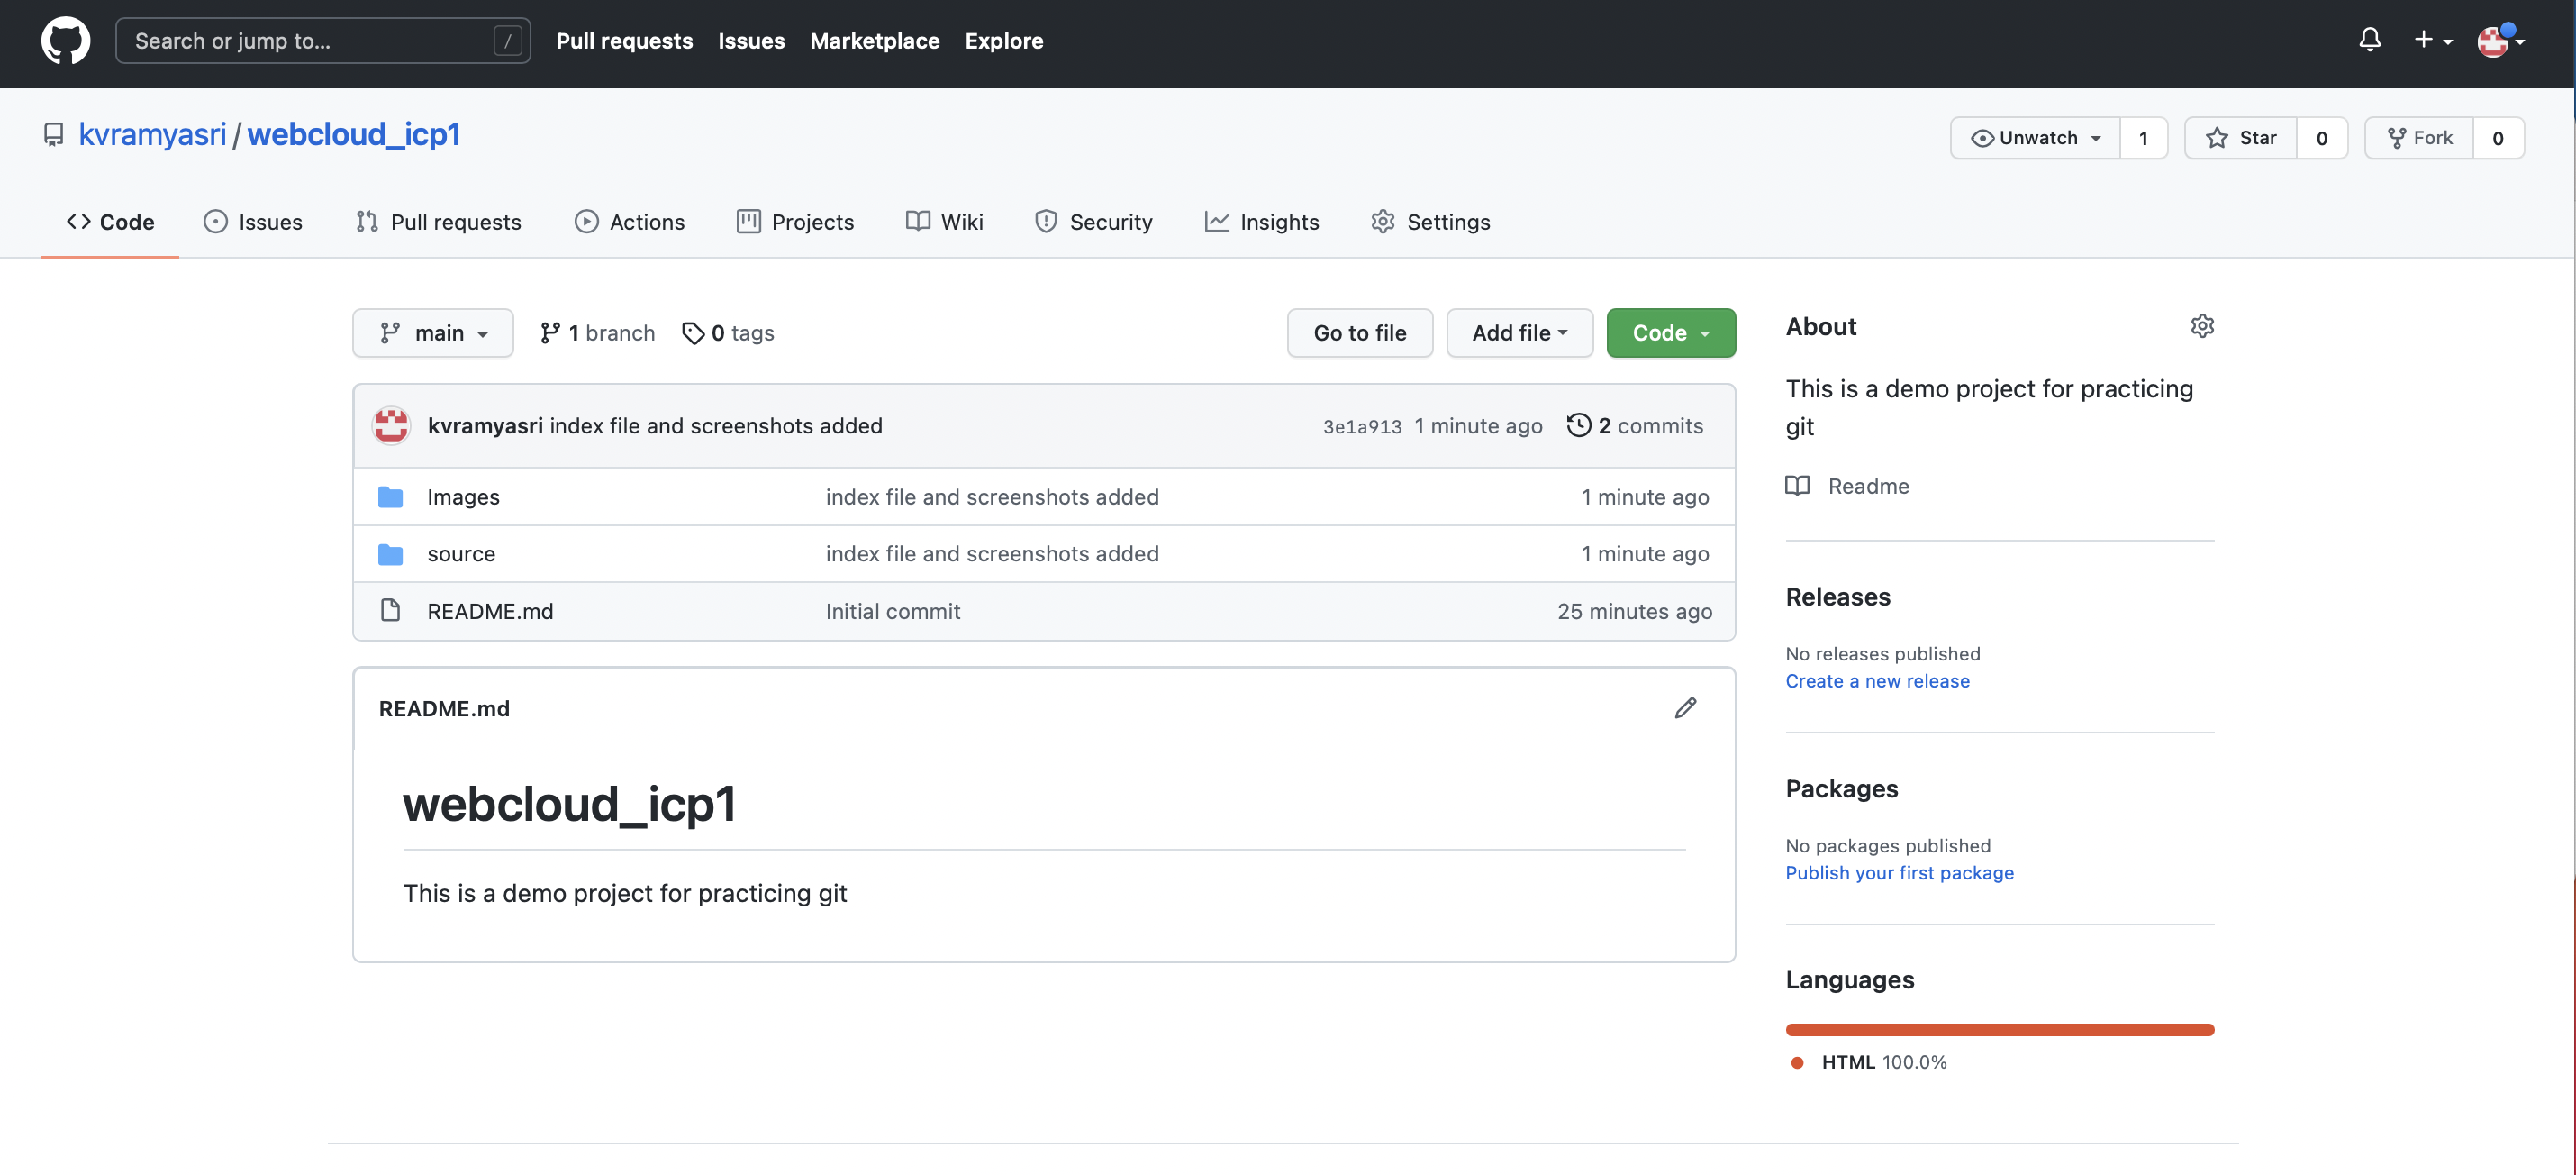 Search or jump to... /
Pull requests Issues Marketplace Explore
kvramyasri/webcloud_icp1
Unwatch 1 Star 0 Fork 0
Code Issues Pull requests Actions Projects Wiki Security Insights Settings
main 1 branch 0 tags
Go to file Add file Code
kvramyasri index file and screenshots added 3e1a913 1 minute ago 2 commits
Images index file and screenshots added 1 minute ago
source index file and screenshots added 1 minute ago
README.md Initial commit 25 minutes ago
README.md
webcloud_icp1
This is a demo project for practicing git
About
This is a demo project for practicing
git
Readme
Releases
No releases published
Create a new release
Packages
No packages published
Publish your first package
Languages
HTML 100.0%